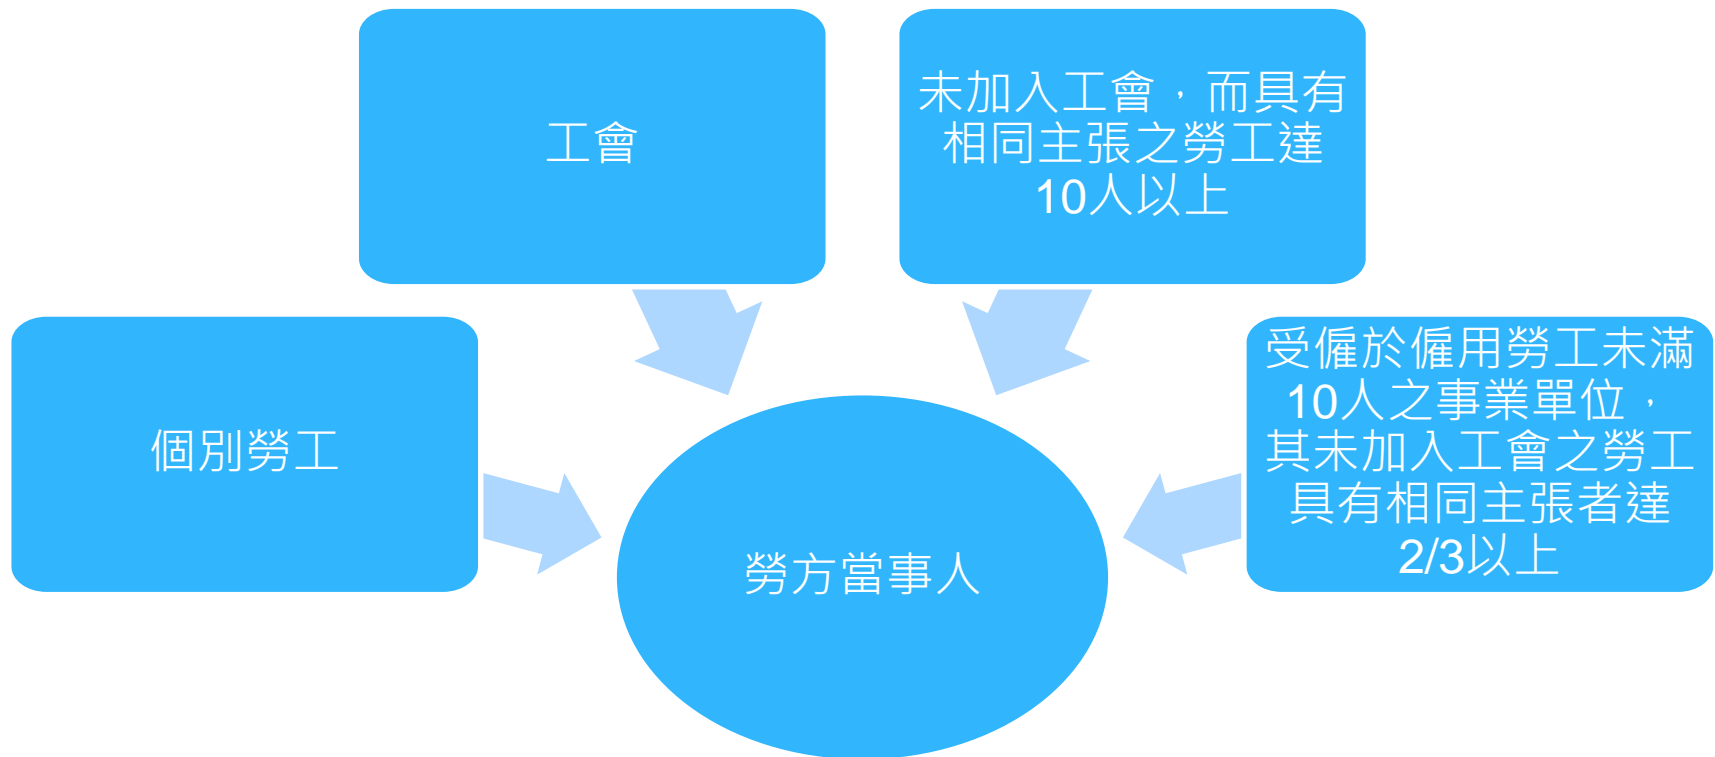 工會
未加入工會，而具有
相同主張之勞工達
10人以上
個別勞工
受僱於僱用勞工未滿
10人之事業單位，
其未加入工會之勞工
具有相同主張者達
2/3以上
勞方當事人